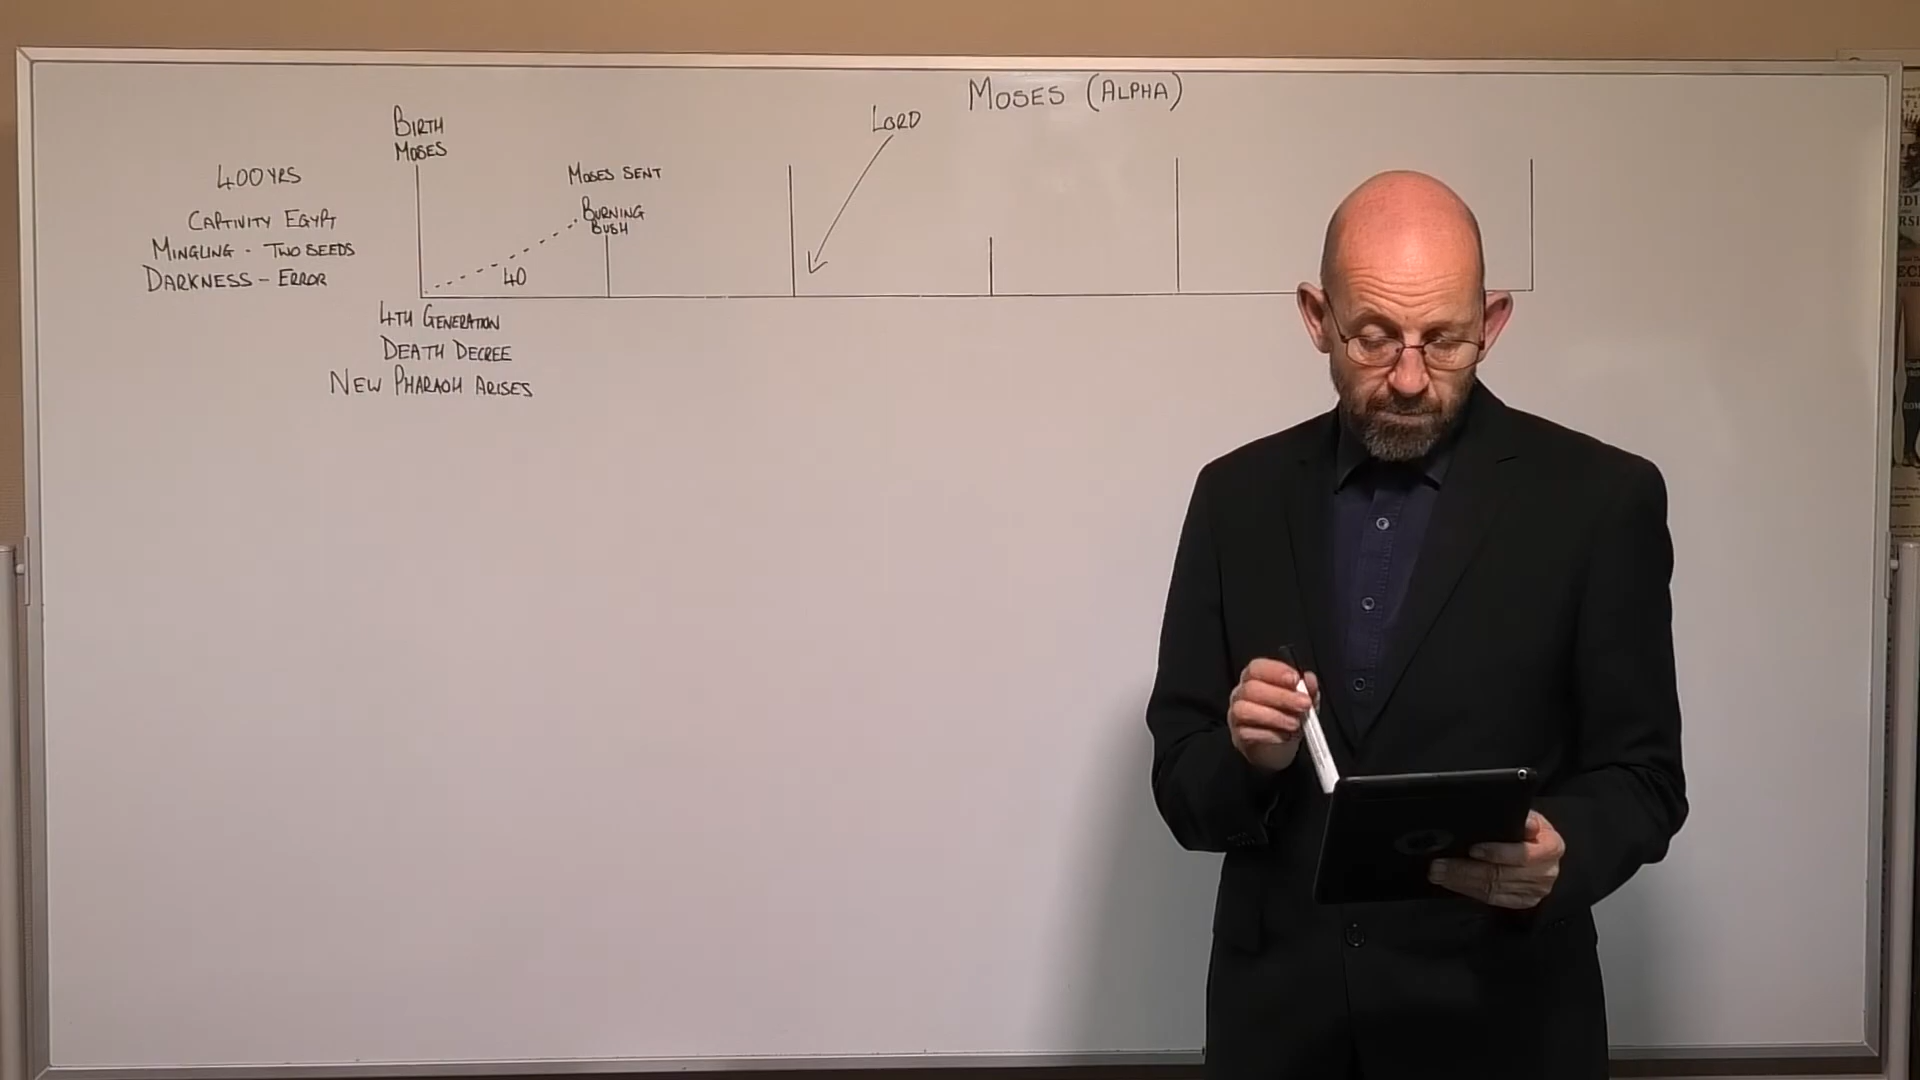 MOSES (ALPHA)
BIRTH
MOSES
LORD
400 YRS
MOSES SENT
CAPTIVITY EGYPT
BURNING
BUSH
MINGLING - TWO SEEDS
DARKNESS - ERROR
40
4TH GENERATION
DEATH DECREE
NEW PHARAOH ARISES